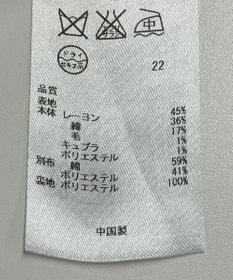 中
ドライ
セキユ系
22
品質
表地
本体 レーヨン 45%
綿 36%
毛 17%
キュプラ 1%
ポリエステル 1%
別布 綿 59%
ポリエステル 41%
裏地 ポリエステル 100%
中国製